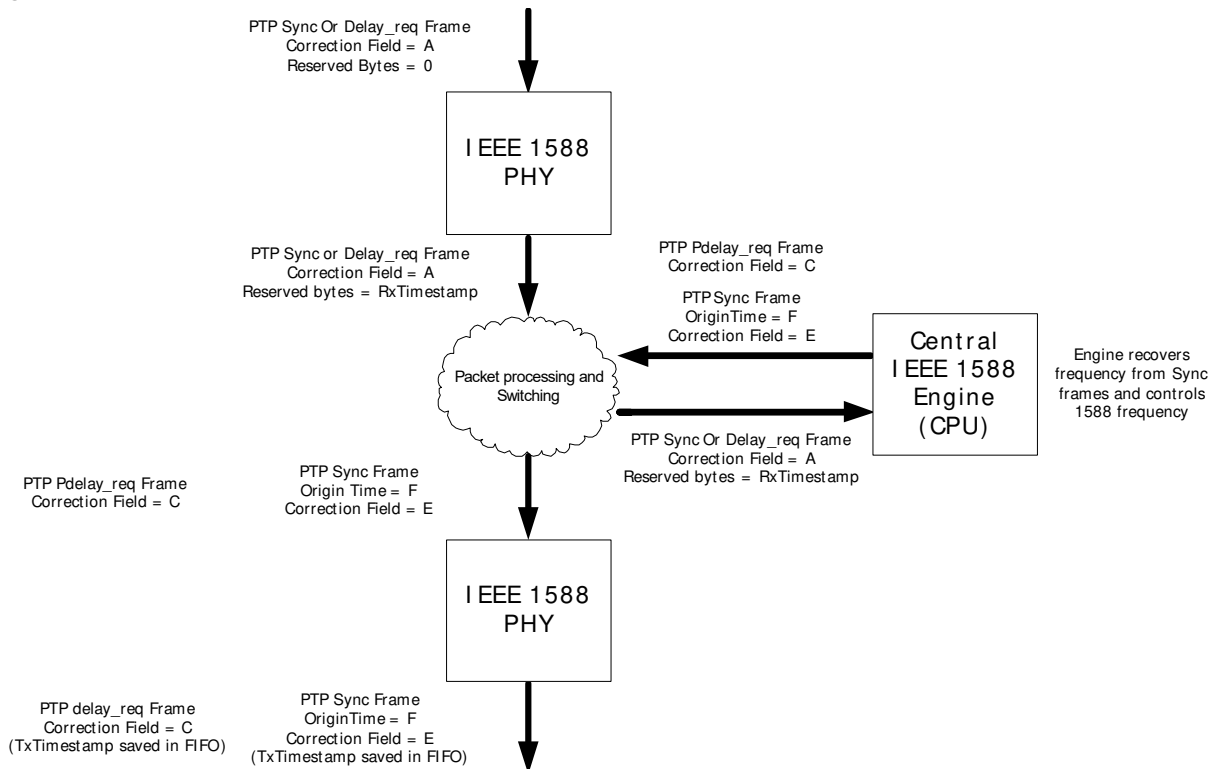 PTP Sync Or Delay_req Frame
Correction Field = A
Reserved Bytes = 0
IEEE 1588
PHY
PTP Sync or Delay_req Frame
Correction Field = A
Reserved bytes = RxTimestamp
PTP Pdelay_req Frame
Correction Field = C
PTP Sync Frame
OriginTime = F
Correction Field = E
Packet processing and
Switching
Central
IEEE 1588
Engine
(CPU)
Engine recovers
frequency from Sync
frames and controls
1588 frequency
PTP Sync Or Delay_req Frame
Correction Field = A
Reserved bytes = RxTimestamp
PTP Pdelay_req Frame
Correction Field = C
PTP Sync Frame
Origin Time = F
Correction Field = E
IEEE 1588
PHY
PTP delay_req Frame
Correction Field = C
(TxTimestamp saved in FIFO)
PTP Sync Frame
OriginTime = F
Correction Field = E
(TxTimestamp saved in FIFO)